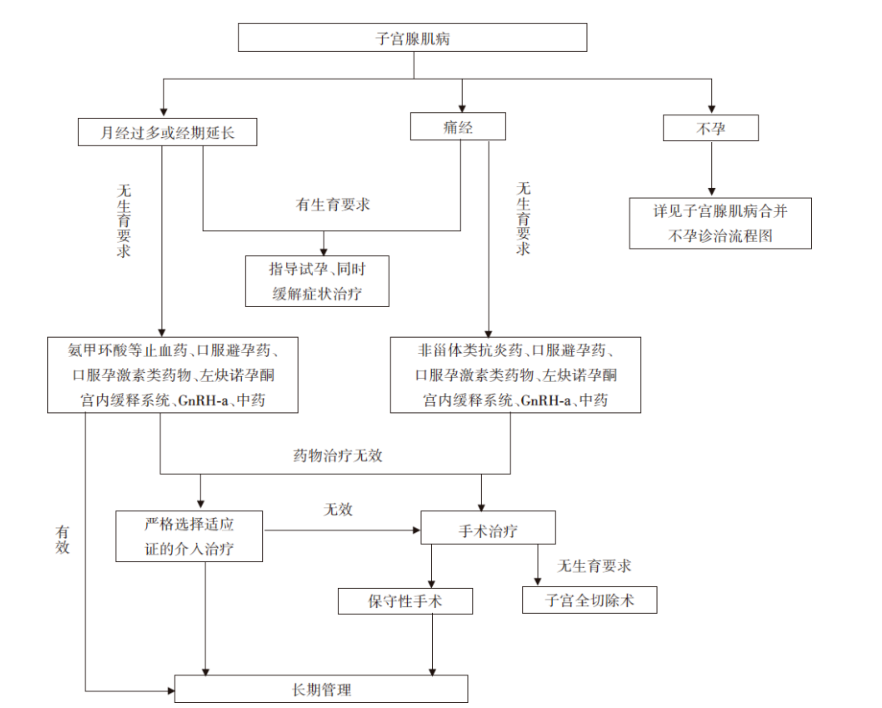 子宫腺肌病
月经过多或经期延长
痛经
不孕
无生育要求
有生育要求
无生育要求
详见子宫腺肌病合并
不孕诊治流程图
指导试孕、同时
缓解症状治疗
氨甲环酸等止血药、口服避孕药、
口服孕激素类药物、左炔诺孕酮
宫内缓释系统、GnRH-a、中药
非甾体类抗炎药、口服避孕药、
口服孕激素类药物、左炔诺孕酮
宫内缓释系统、GnRH-a、中药
药物治疗无效
有效
严格选择适应
证的介入治疗
无效
手术治疗
无生育要求
保守性手术
子宫全切除术
长期管理